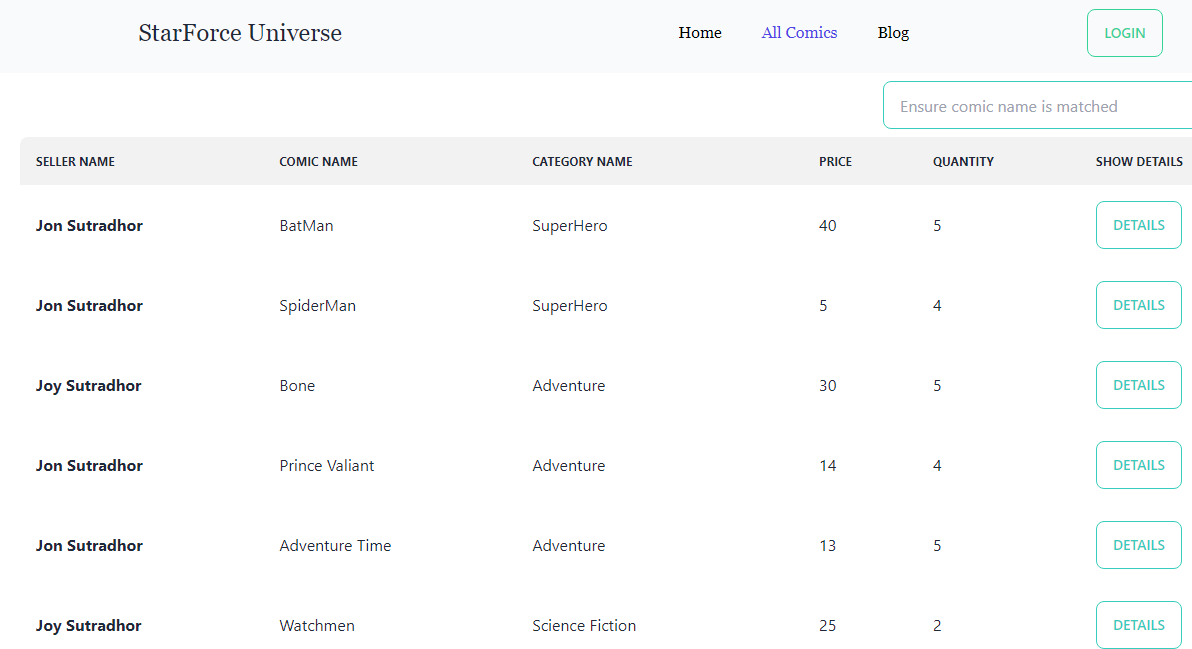 StarForce Universe Home All Comics Blog LOGIN
Ensure comic name is matched
SELLER NAME COMIC NAME CATEGORY NAME PRICE QUANTITY SHOW DETAILS
Jon Sutradhor BatMan SuperHero 40 5 DETAILS
Jon Sutradhor SpiderMan SuperHero 5 4 DETAILS
Joy Sutradhor Bone Adventure 30 5 DETAILS
Jon Sutradhor Prince Valiant Adventure 14 4 DETAILS
Jon Sutradhor Adventure Time Adventure 13 5 DETAILS
Joy Sutradhor Watchmen Science Fiction 25 2 DETAILS